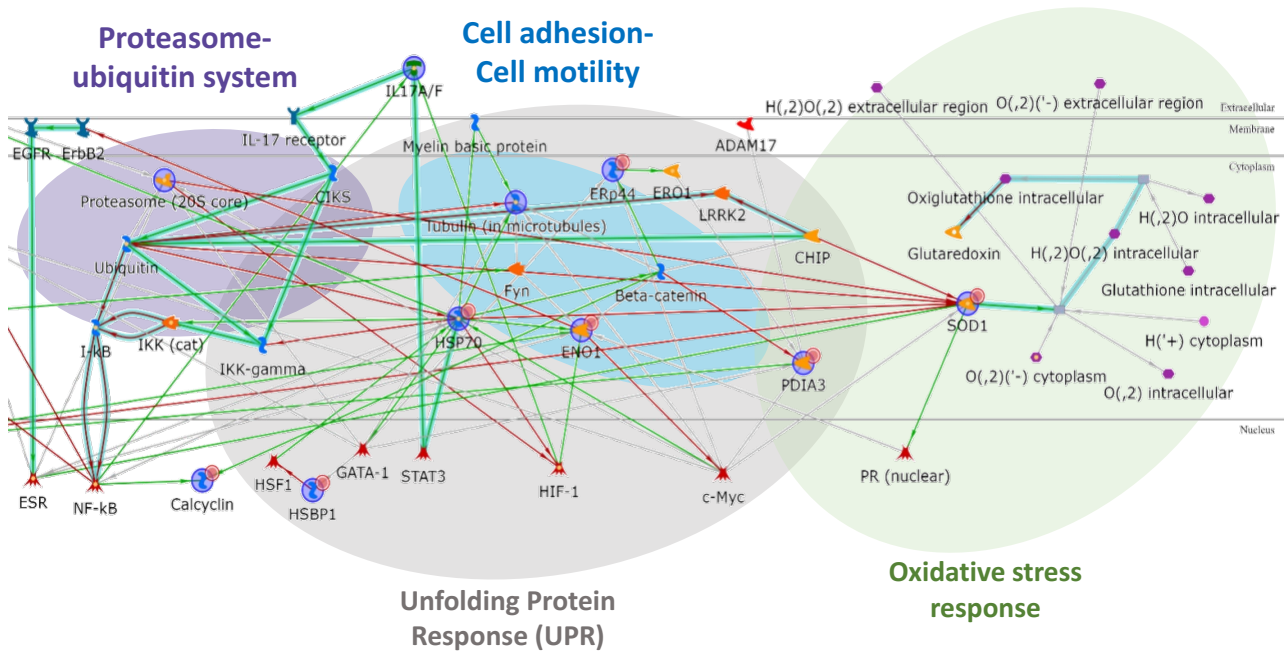 Proteasome-
ubiquitin system
Cell adhesion-
Cell motility
IL17A/F
H(,2)O(,2) extracellular region
O(,2)('-) extracellular region
Extracellular
Membrane
EGFR
ErbB2
IL-17 receptor
Myelin basic protein
ADAM17
Cytoplasm
Proteasome (20S core)
CIKS
ERp44
ERO1
LRRK2
Oxiglutathione intracellular
H(,2)O intracellular
Tubulin (in microtubules)
Ubiquitin
CHIP
Glutaredoxin
H(,2)O(,2) intracellular
Fyn
Beta-catenin
Glutathione intracellular
I-kB
IKK (cat)
IKK-gamma
HSP70
ENO1
PDIA3
SOD1
H('+) cytoplasm
O(,2)('-) cytoplasm
O(,2) intracellular
Nucleus
ESR
NF-kB
Calcyclin
HSF1
HSBP1
GATA-1
STAT3
HIF-1
c-Myc
PR (nuclear)
Unfolding Protein
Response (UPR)
Oxidative stress
response